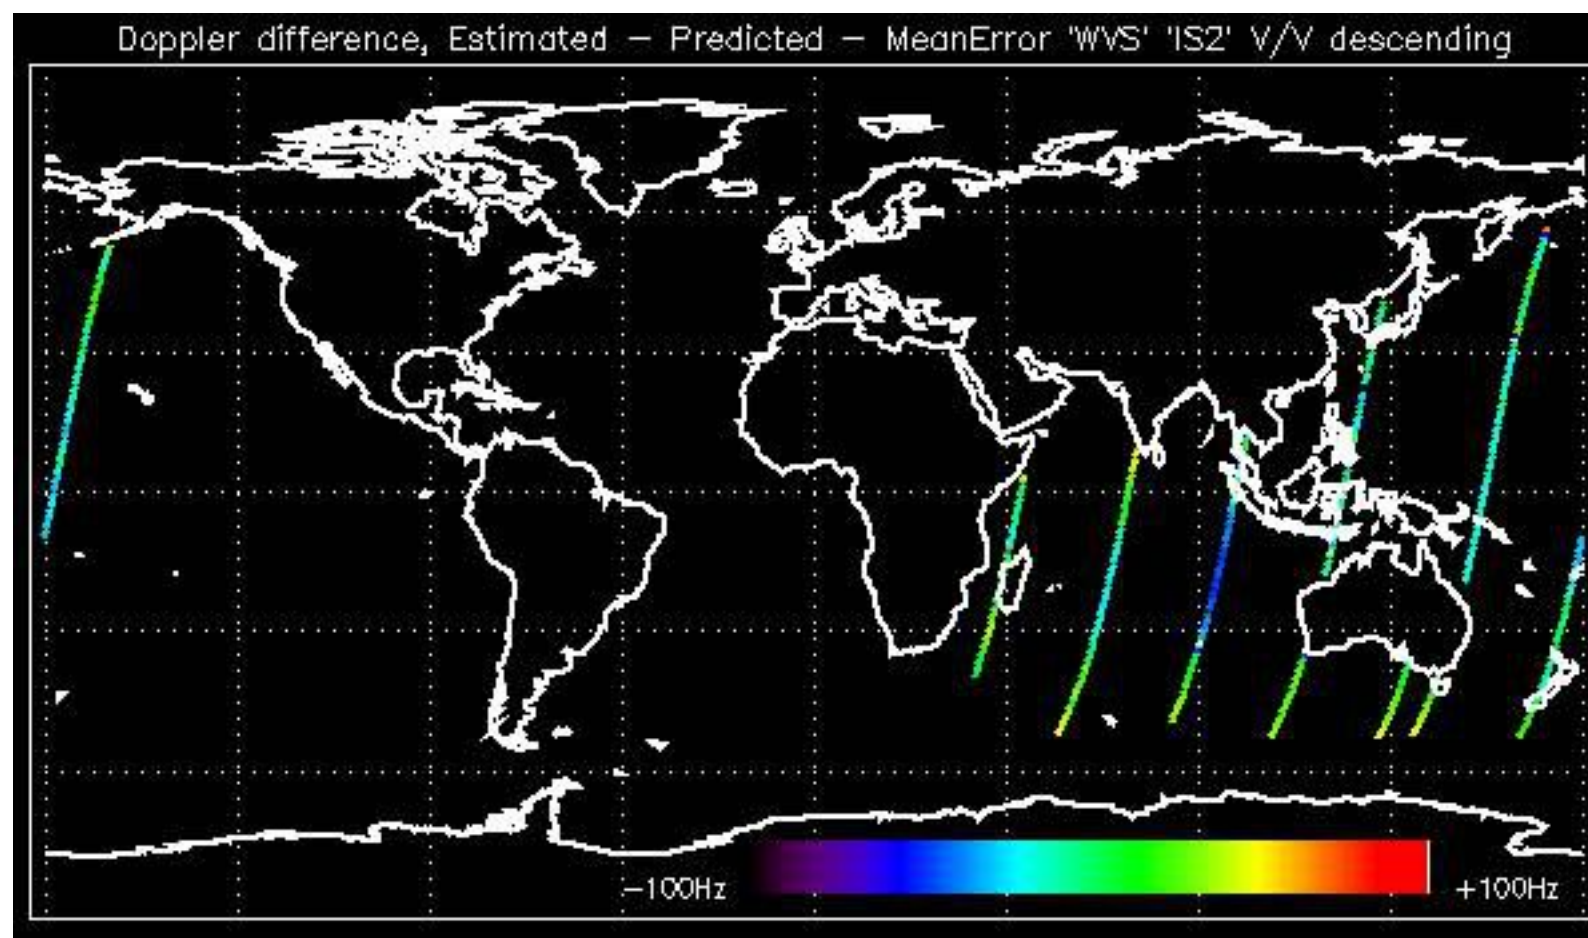 Doppler difference, Estimated - Predicted - MeanError 'WVS' 'IS2' V/V descending
-100Hz +100Hz